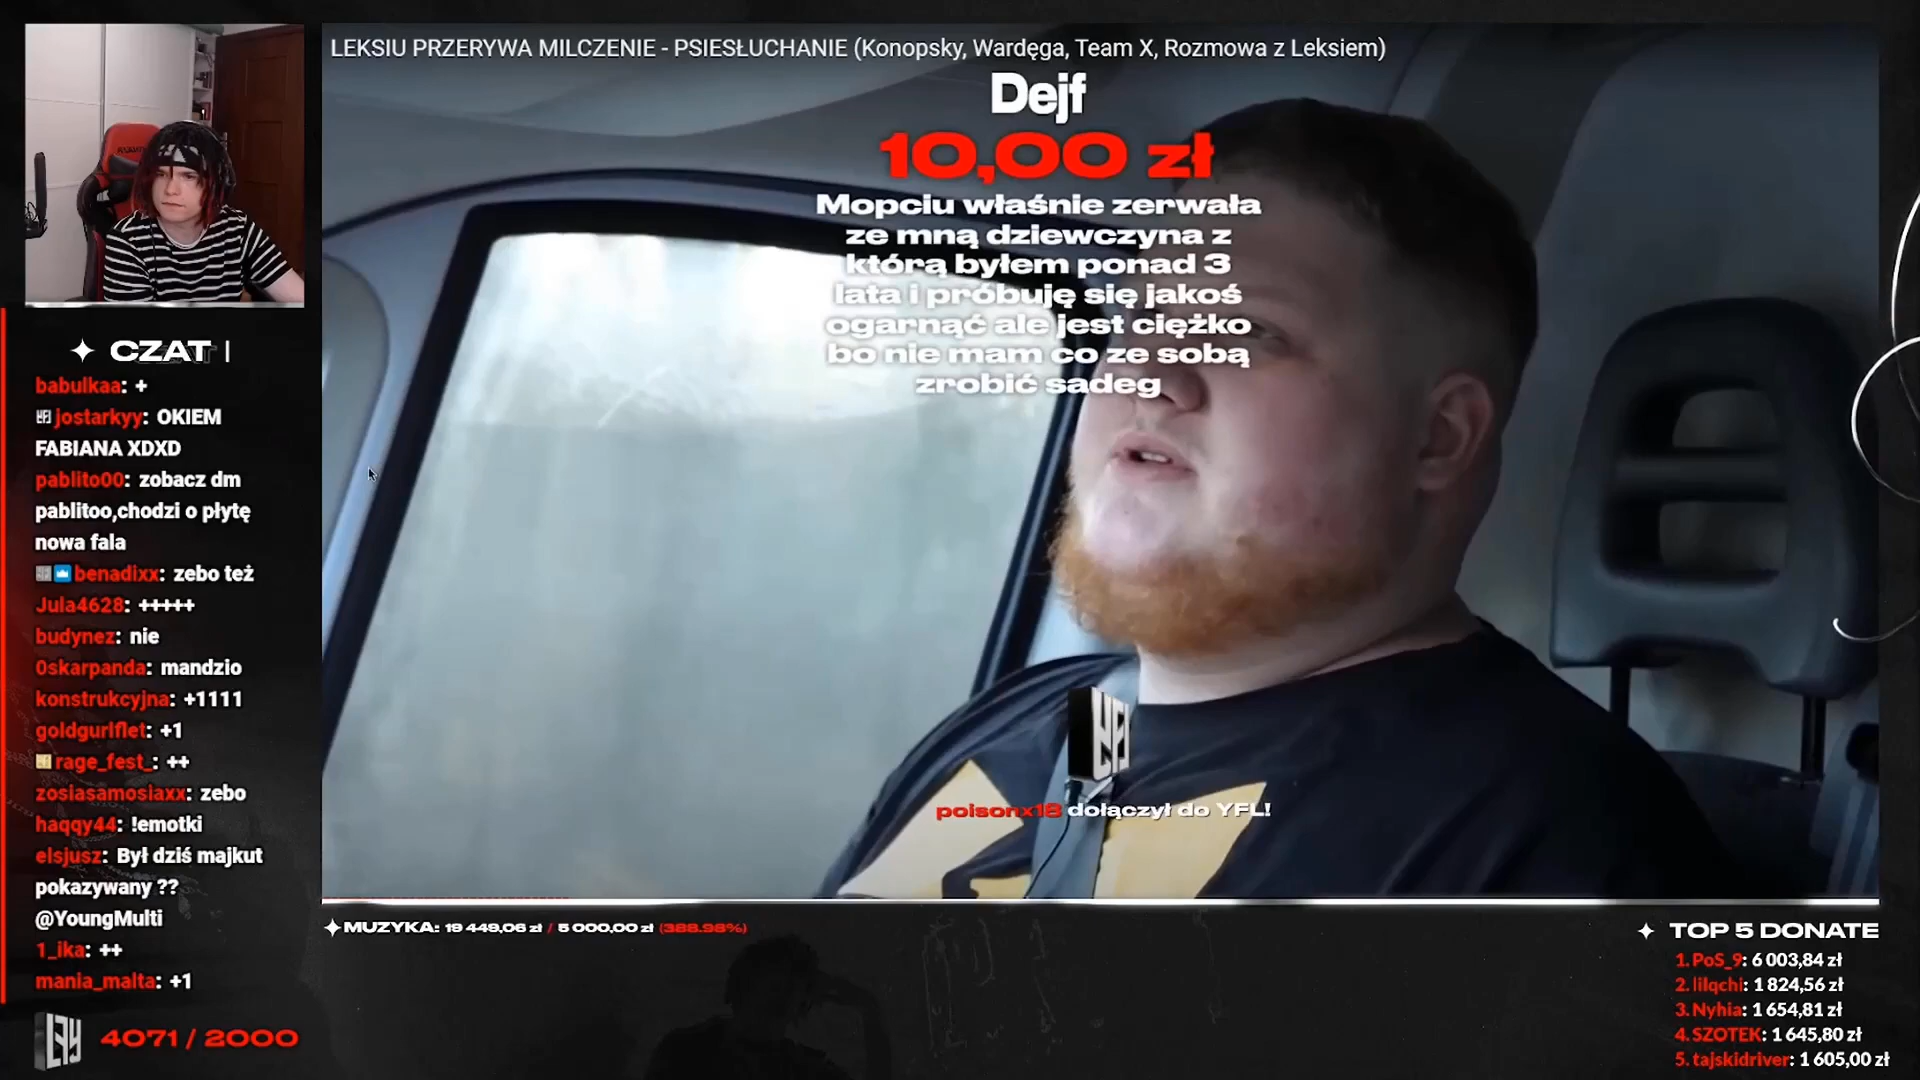 LEKSIU PRZERYWA MILCZENIE - PSIESŁUCHANIE (Konopsky, Wardęga, Team X, Rozmowa z Leksiem)
Dejf
10,00 zł
Mopciu właśnie zerwała
ze mną dziewczyna z
którą byłem ponad 3
lata i próbuję się jakoś
ogarnąć ale jest ciężko
bo nie mam co ze sobą
zrobić sadeg
CZAT
babulkaa: +
jostarkyy: OKIEM
FABIANA XDXD
pablito00: zobacz dm
pablitoo,chodzi o płytę
nowa fala
benadixx: zebo też
Jula4628: +++++
budynez: nie
0skarpanda: mandzio
konstrukcyjna: +1111
goldgurlflet: +1
rage_fest_: ++
zosiasamosiaxx: zebo
haqqy44: !emotki
elsjusz: Był dziś majkut
pokazywany ??
@YoungMulti
1_ika: ++
mania_malta: +1
4071 / 2000
poisonx18 dołączył do YFL!
MUZYKA: 19 449,06 zł / 5 000,00 zł (388.98%)
TOP 5 DONATE
1. PoS_9: 6 003,84 zł
2. lilqchi: 1 824,56 zł
3. Nyhia: 1 654,81 zł
4. SZOTEK: 1 645,80 zł
5. tajskidriver: 1 605,00 zł